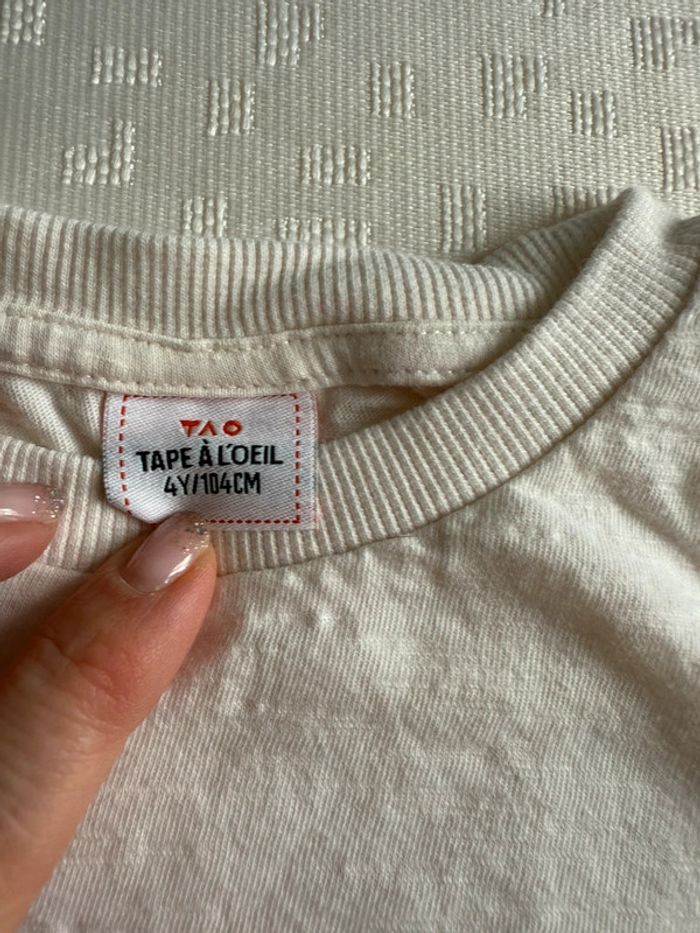 TAO
TAPE À L'OEIL
4Y/104CM